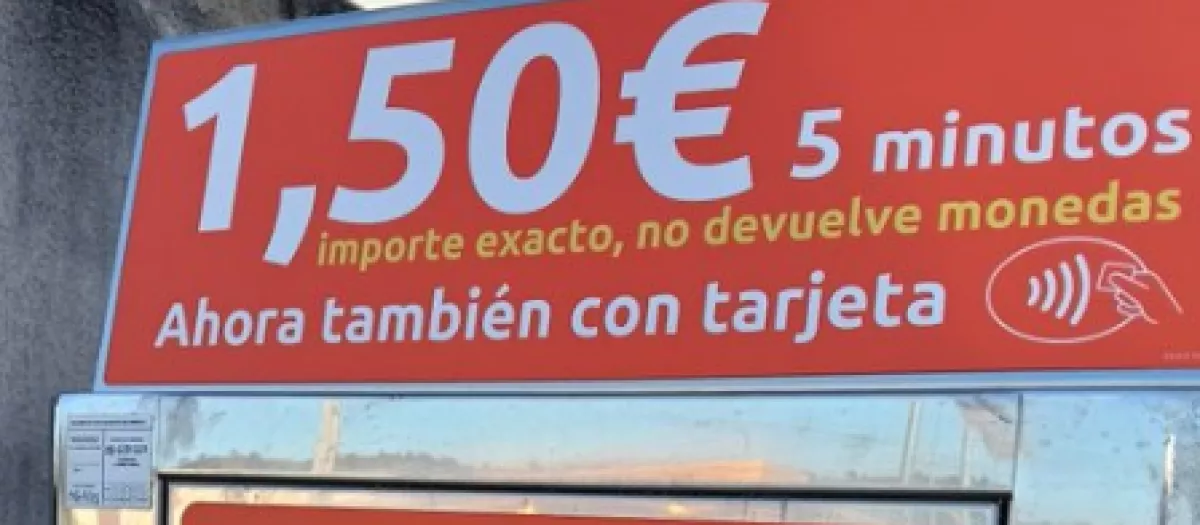 1,50€ 5 minutos
importe exacto, no devuelve monedas
Ahora también con tarjeta